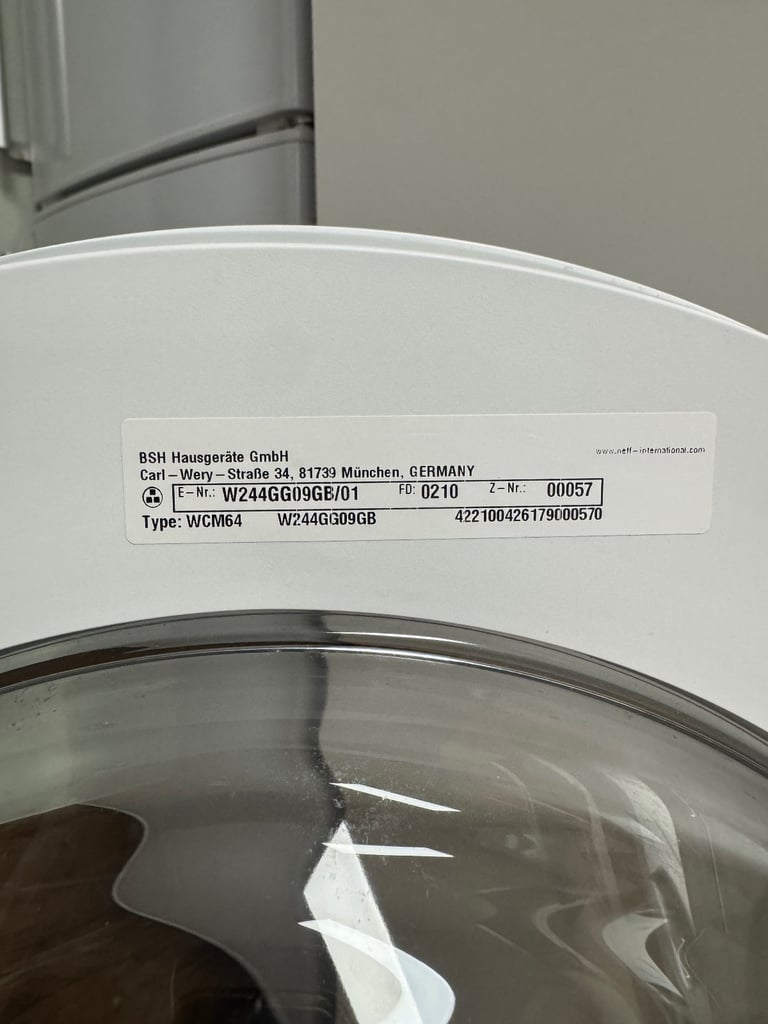 BSH Hausgeräte GmbH
www.neff-international.com
Carl-Wery-Straße 34, 81739 München, GERMANY
E-Nr.: W244GG09GB/01 FD: 0210 Z-Nr.: 00057
Type: WCM64 W244GG09GB 422100426179000570